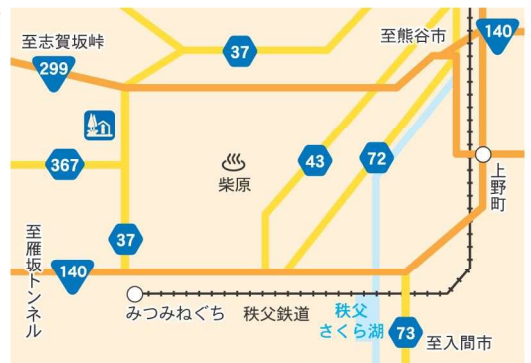 至志賀坂峠
299
37
至熊谷市
140
367
柴原
43
72
上野町
37
至雁坂トンネル
140
みつみねぐち
秩父鉄道
秩父
さくら湖
73
至入間市